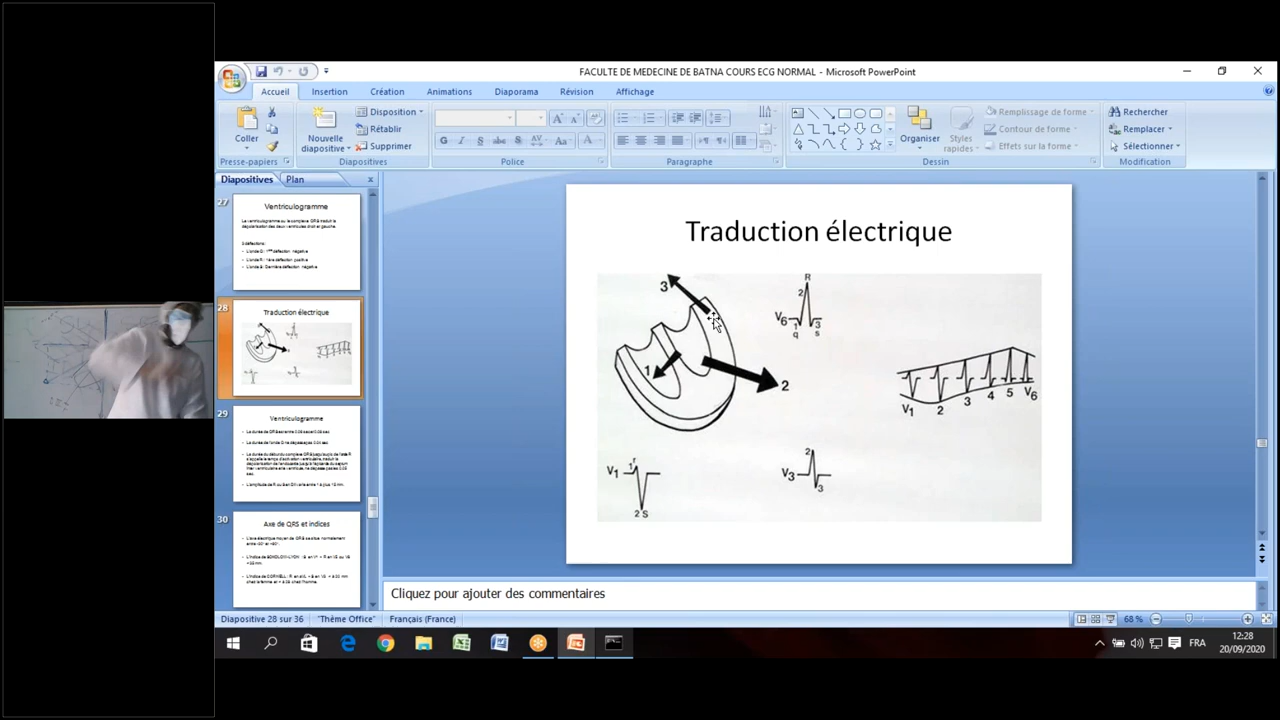 FACULTE DE MEDECINE DE BATNA COURS ECG NORMAL - Microsoft PowerPoint
Accueil
Insertion
Création
Animations
Diaporama
Révision
Affichage
Coller
Presse-papiers
Nouvelle
diapositive
Disposition
Rétablir
Supprimer
Diapositives
G I S abc S AV Aa A
Police
Paragraphe
Organiser
Styles
rapides
Remplissage de forme
Contour de forme
Effets sur la forme
Dessin
Rechercher
Remplacer
Sélectionner
Modification
Diapositives
Plan
27
Ventriculogramme
28
Traduction électrique
29
Ventriculogramme
30
Axe de QRS et indices
Traduction électrique
3
1
2
R
2
V6
1
3
q
s
V1
2
3
4
5
V6
V1
1
r
2 S
V3
2
3
Cliquez pour ajouter des commentaires
Diapositive 28 sur 36
"Thème Office"
Français (France)
68 %
FRA
12:28
20/09/2020